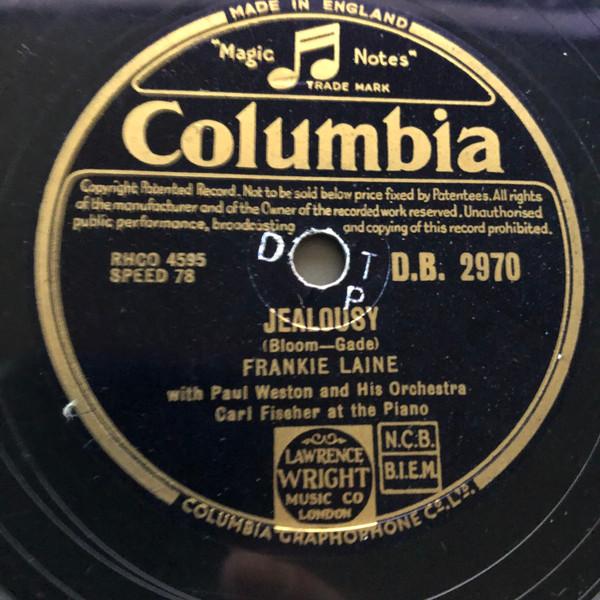 MADE IN ENGLAND
"Magic Notes"
TRADE MARK
Columbia
Copyright Patented Record. Not to be sold below price fixed by Patentee's. All rights
of the manufacturer and of the Owner of the recorded work reserved. Unauthorised
public performance, broadcasting and copying of this record prohibited.
D T
P
RHCO 4595
SPEED 78
D.B. 2970
JEALOUSY
(Bloom—Gade)
FRANKIE LAINE
with Paul Weston and His Orchestra
Carl Fischer at the Piano
LAWRENCE
WRIGHT
MUSIC CO
LONDON
N.C.B.
B.I.E.M.
COLUMBIA GRAPHOPHONE CO. LTD.